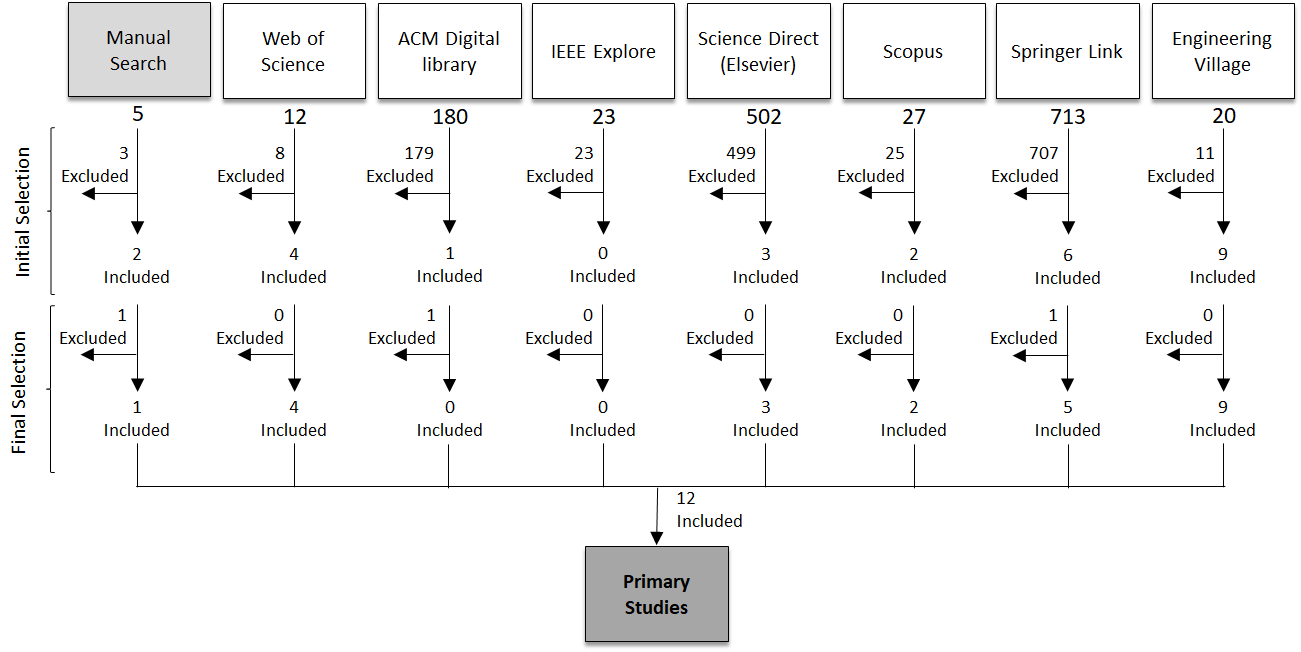 Manual
Search
Web of
Science
ACM Digital
library
IEEE Explore
Science Direct
(Elsevier)
Scopus
Springer Link
Engineering
Village
5
12
180
23
502
27
713
20
Initial Selection
3
Excluded
8
Excluded
179
Excluded
23
Excluded
499
Excluded
25
Excluded
707
Excluded
11
Excluded
2
Included
4
Included
1
Included
0
Included
3
Included
2
Included
6
Included
9
Included
Final Selection
1
Excluded
0
Excluded
1
Excluded
0
Excluded
0
Excluded
0
Excluded
1
Excluded
0
Excluded
1
Included
4
Included
0
Included
0
Included
3
Included
2
Included
5
Included
9
Included
12
Included
Primary
Studies